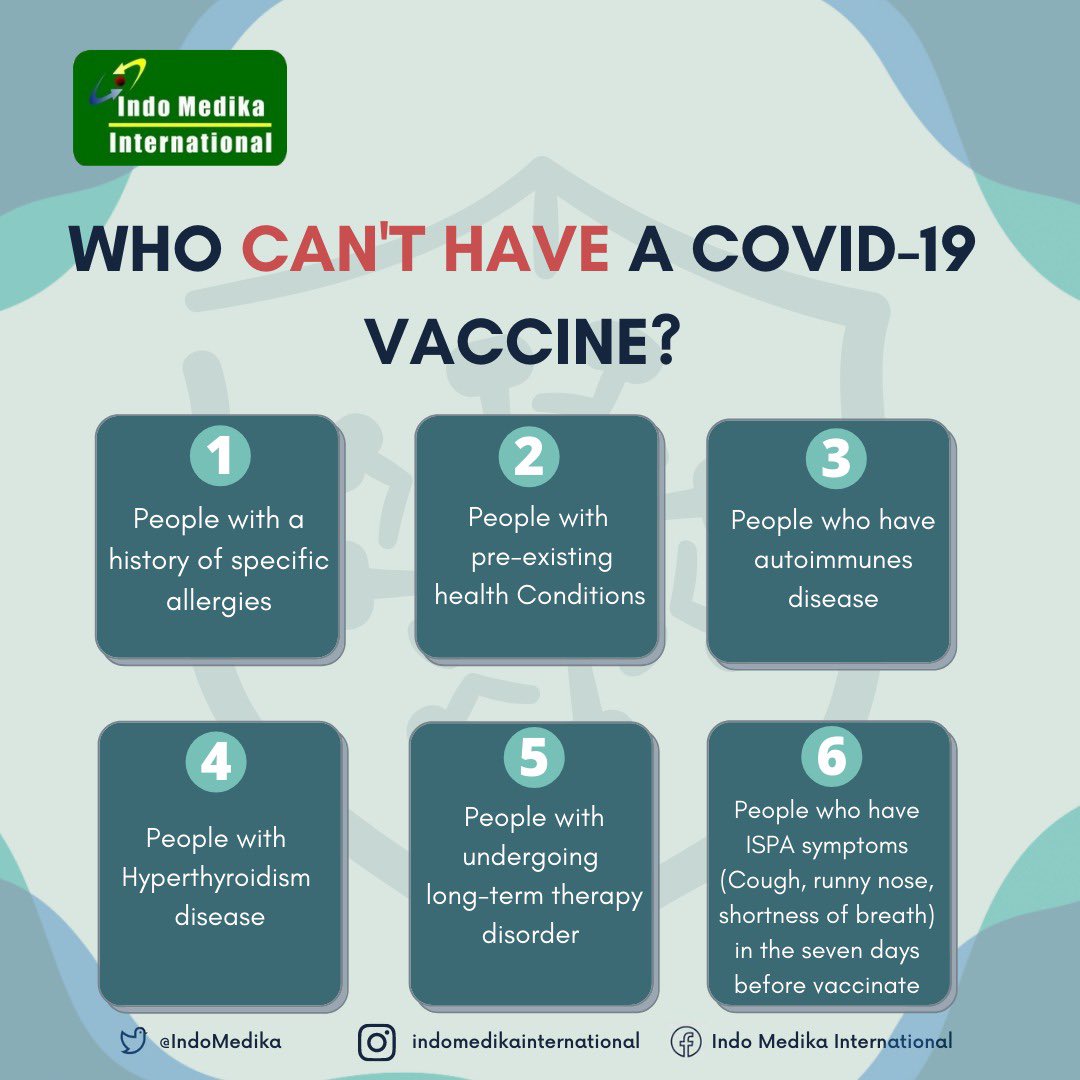 Indo Medika
International
WHO CAN'T HAVE A COVID-19
VACCINE?
1
People with a
history of specific
allergies
2
People with
pre-existing
health Conditions
3
People who have
autoimmunes
disease
4
People with
Hyperthyroidism
disease
5
People with
undergoing
long-term therapy
disorder
6
People who have
ISPA symptoms
(Cough, runny nose,
shortness of breath)
in the seven days
before vaccinate
@IndoMedika
indomedikainternational
Indo Medika International